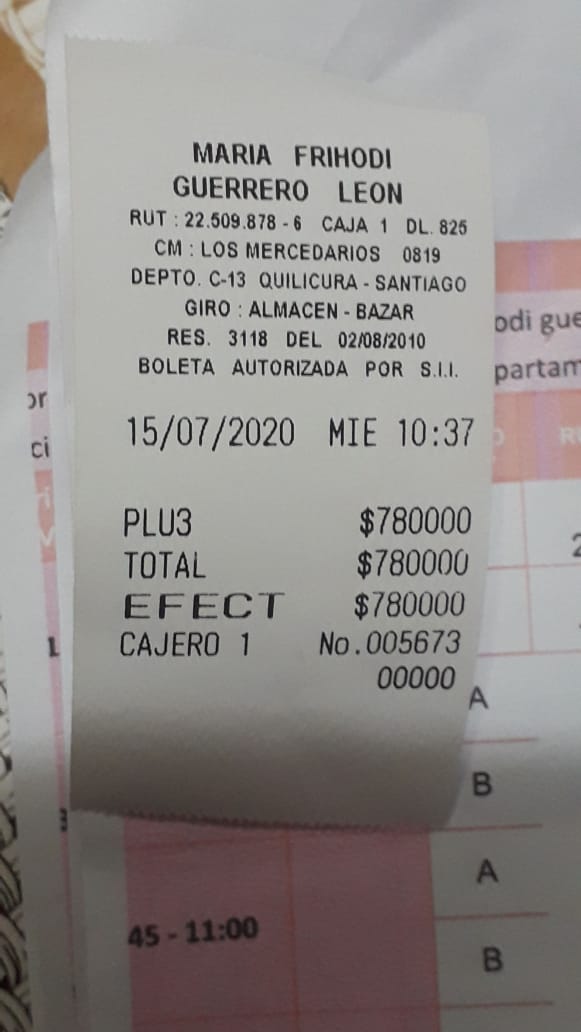 MARIA FRIHODI
GUERRERO LEON
RUT : 22.509.878 - 6 CAJA 1 DL. 825
CM : LOS MERCEDARIOS 0819
DEPTO. C-13 QUILICURA - SANTIAGO
GIRO : ALMACEN - BAZAR
RES. 3118 DEL 02/08/2010
BOLETA AUTORIZADA POR S.I.I.
15/07/2020 MIE 10:37
PLU3 $780000
TOTAL $780000
EFECT $780000
CAJERO 1 No.005673
00000
odi gue
partam
or
ci
A
B
A
45 - 11:00
B